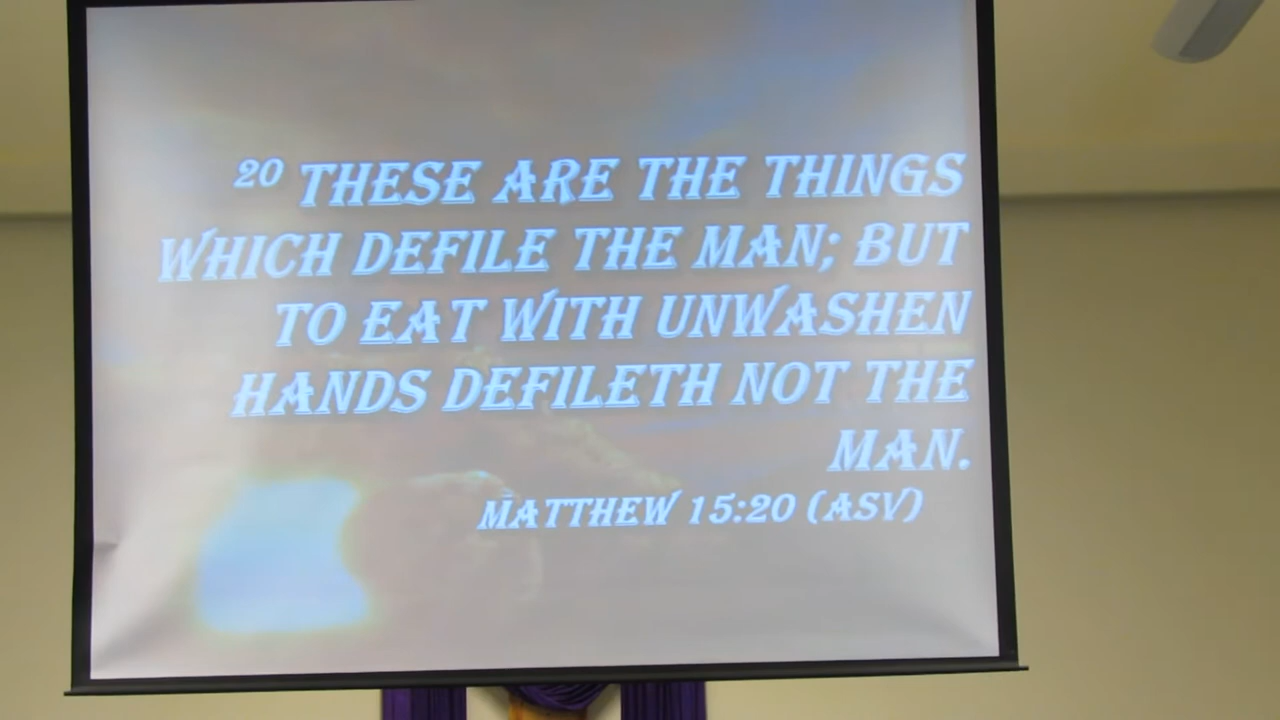 20 THESE ARE THE THINGS
WHICH DEFILE THE MAN; BUT
TO EAT WITH UNWASHEN
HANDS DEFILETH NOT THE
MAN.
MATTHEW 15:20 (ASV)